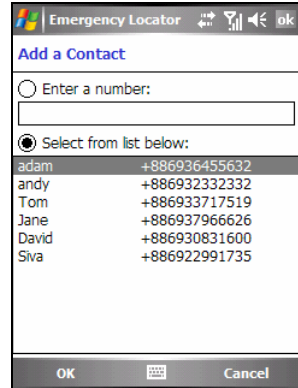 Emergency Locator ok
Add a Contact
Enter a number:
Select from list below:
adam +886936455632
andy +886932332332
Tom +886933717519
Jane +886937966626
David +886930831600
Siva +886922991735
OK Cancel